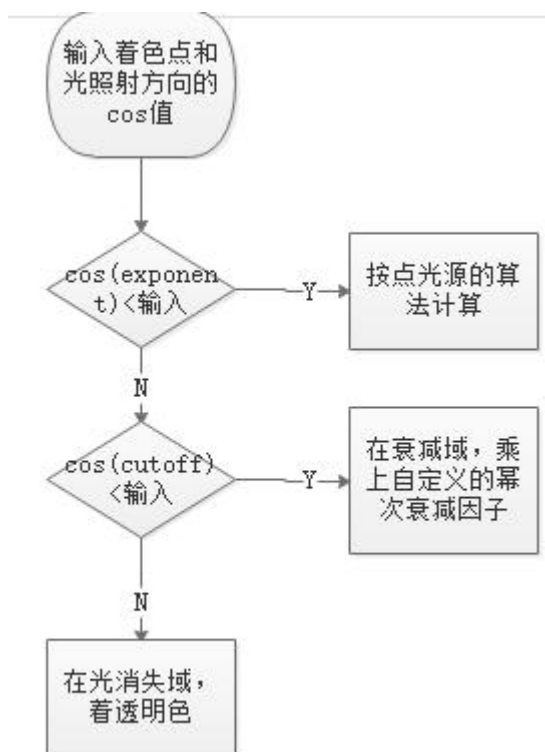 输入着色点和
光照射方向的
cos值
cos(exponen
t)<输入
Y
按点光源的算
法计算
N
cos(cutoff)
<输入
Y
在衰减域，乘
上自定义的幂
次衰减因子
N
在光消失域，
着透明色